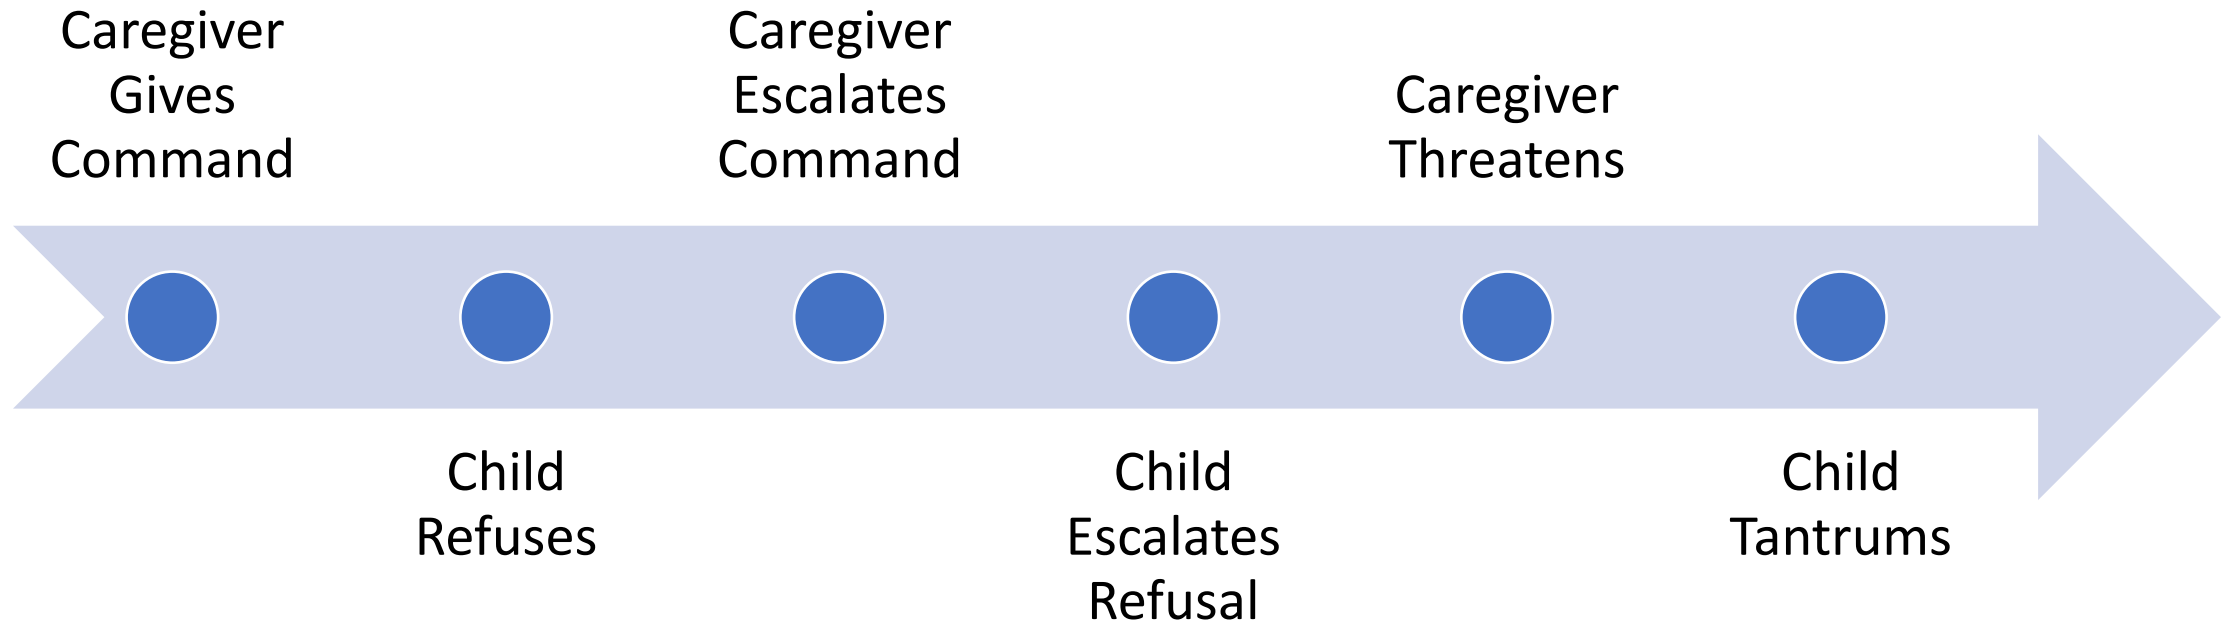 Caregiver
Gives
Command
Child
Refuses
Caregiver
Escalates
Command
Child
Escalates
Refusal
Caregiver
Threatens
Child
Tantrums